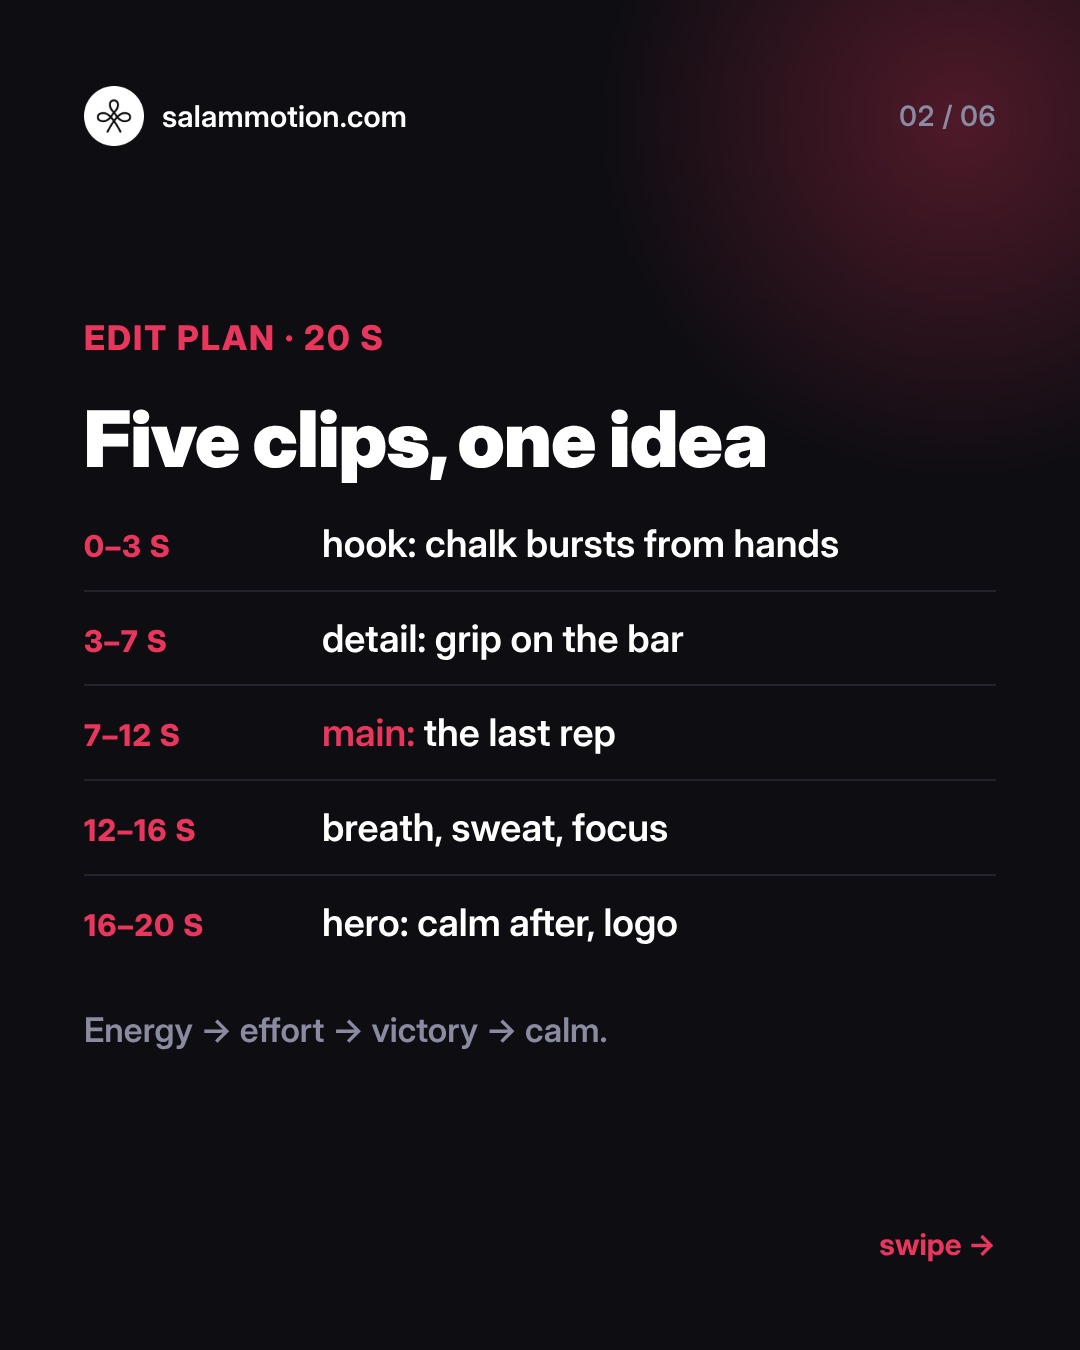 salammotion.com
02 / 06
EDIT PLAN · 20 S
Five clips, one idea
0–3 S hook: chalk bursts from hands
3–7 S detail: grip on the bar
7–12 S main: the last rep
12–16 S breath, sweat, focus
16–20 S hero: calm after, logo
Energy → effort → victory → calm.
swipe →